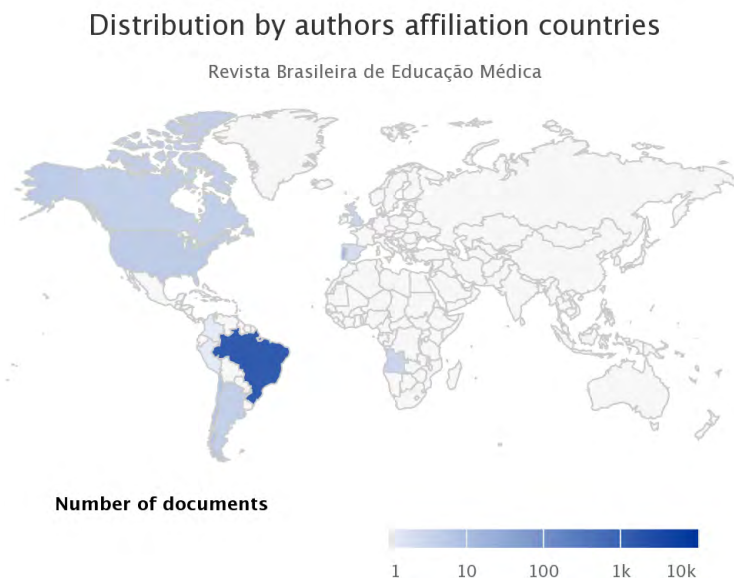 Distribution by authors affiliation countries
Revista Brasileira de Educação Médica
Number of documents
1 10 100 1k 10k